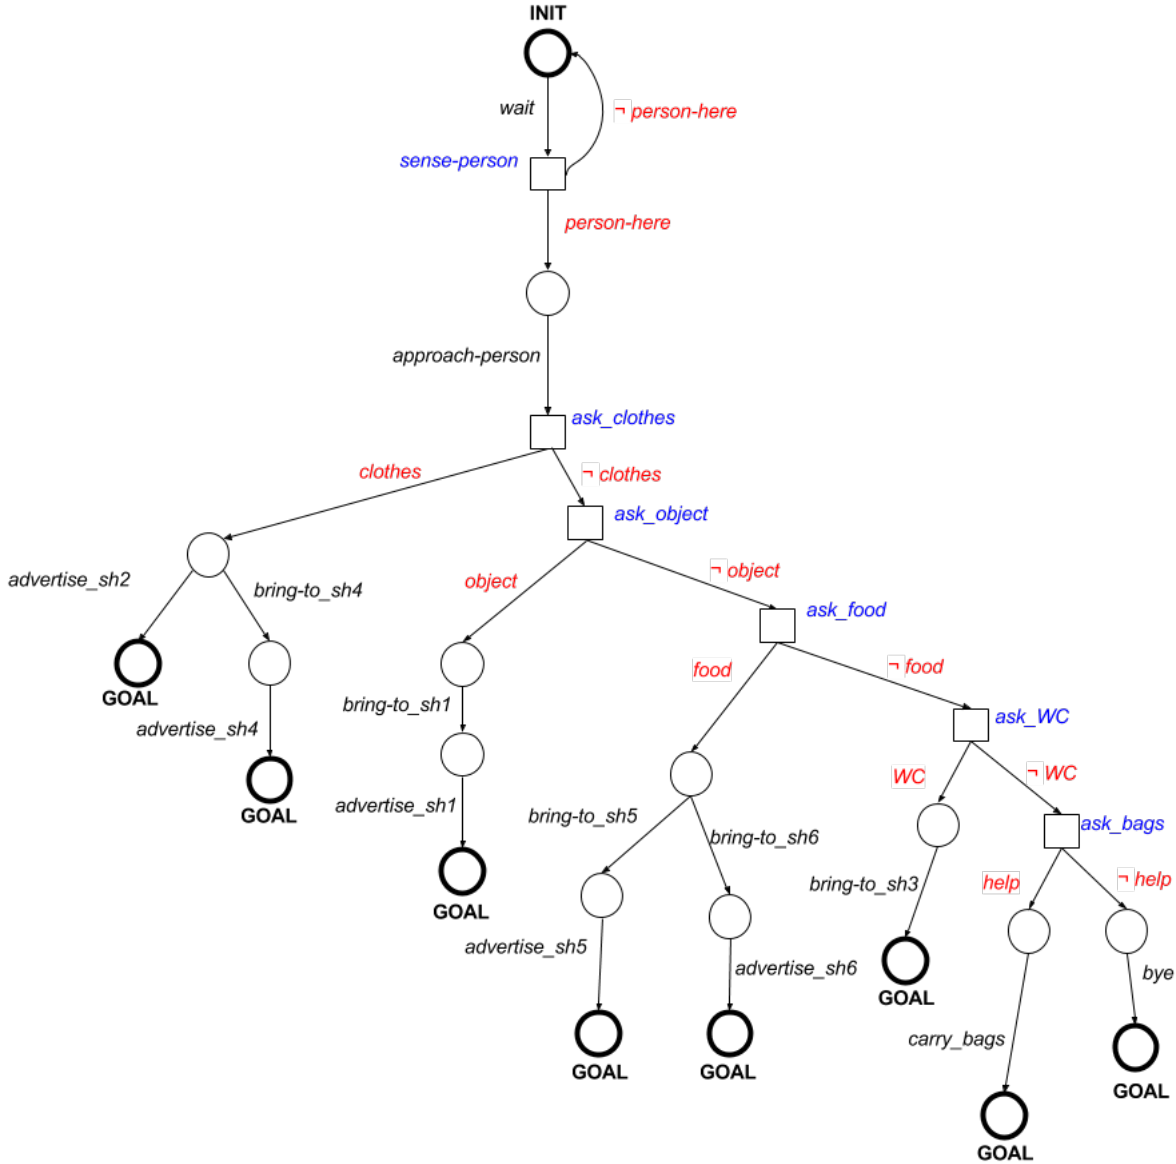 INIT
wait
¬ person-here
sense-person
person-here
approach-person
ask_clothes
clothes
¬ clothes
ask_object
advertise_sh2
bring-to_sh4
object
¬ object
ask_food
GOAL
advertise_sh4
bring-to_sh1
food
¬ food
ask_WC
GOAL
advertise_sh1
WC
¬ WC
bring-to_sh5
bring-to_sh6
ask_bags
GOAL
bring-to_sh3
help
¬ help
advertise_sh5
advertise_sh6
bye
GOAL
carry_bags
GOAL
GOAL
GOAL
GOAL